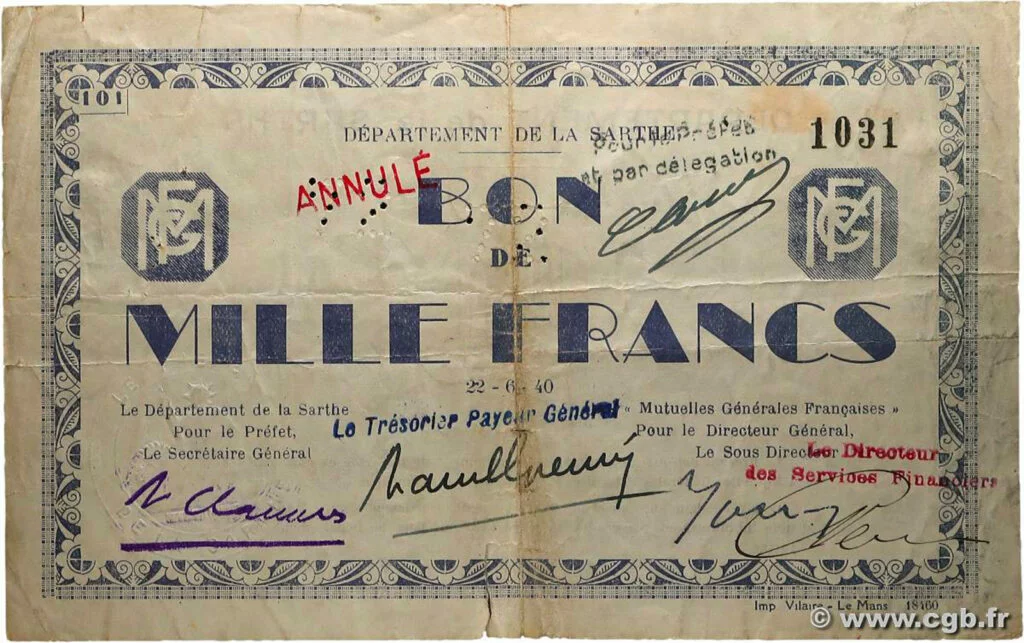 101
DÉPARTEMENT DE LA SARTHE
Pour le Préfet
et par délégation
1031
ANNULÉ
BON
DE
MILLE FRANCS
22-6-40
Le Département de la Sarthe
Pour le Préfet,
Le Secrétaire Général
Le Trésorier Payeur Général
« Mutuelles Générales Françaises »
Pour le Directeur Général,
Le Sous Directeur
Le Directeur
des Services Financiers
Imp Vilaire - Le Mans 18460
© www.cgb.fr